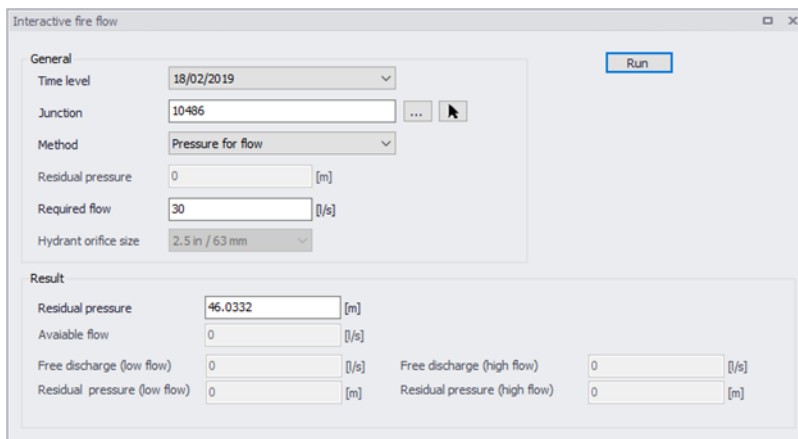 Interactive fire flow
General
Run
Time level 18/02/2019
Junction 10486 ...
Method Pressure for flow
Residual pressure 0 [m]
Required flow 30 [l/s]
Hydrant orifice size 2.5 in / 63 mm
Result
Residual pressure 46.0332 [m]
Avaiable flow 0 [l/s]
Free discharge (low flow) 0 [l/s] Free discharge (high flow) 0 [l/s]
Residual pressure (low flow) 0 [m] Residual pressure (high flow) 0 [m]